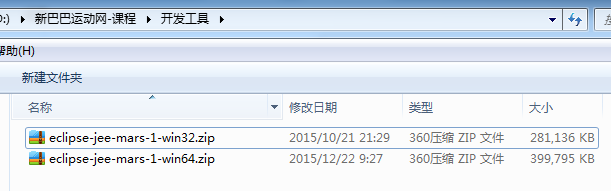 :) ▸ 新巴巴运动网-课程 ▸ 开发工具 ▸
帮助(H)
新建文件夹
名称 修改日期 类型 大小
eclipse-jee-mars-1-win32.zip 2015/10/21 21:29 360压缩 ZIP 文件 281,136 KB
eclipse-jee-mars-1-win64.zip 2015/12/22 9:27 360压缩 ZIP 文件 399,795 KB